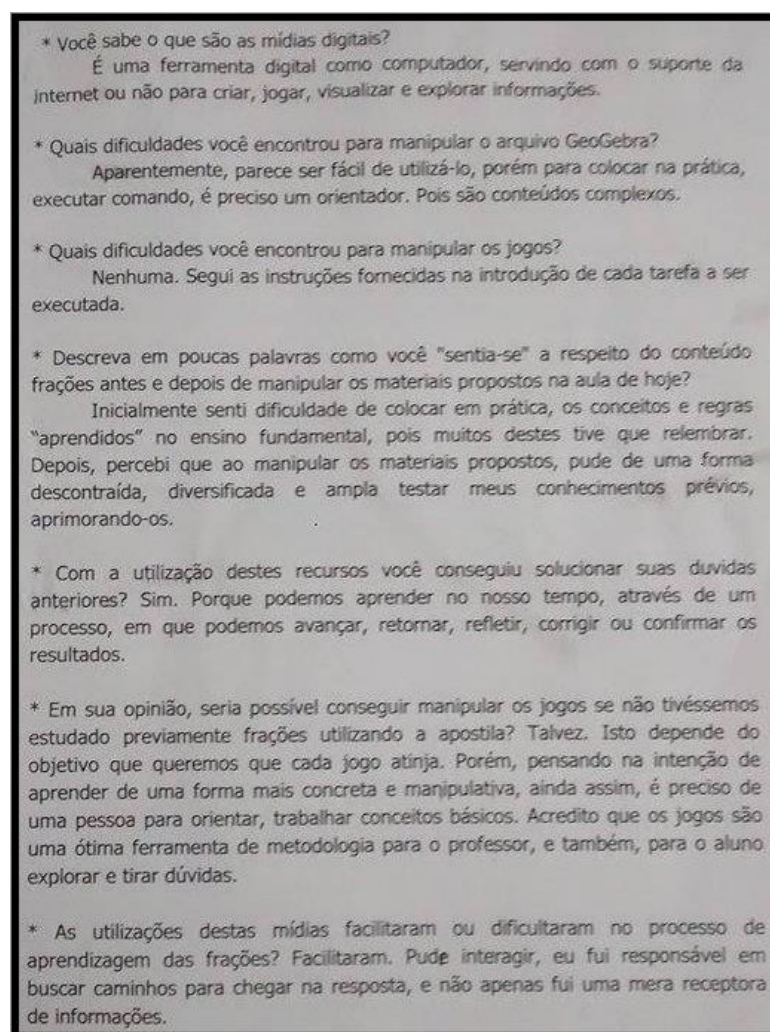 * Você sabe o que são as mídias digitais?
É uma ferramenta digital como computador, servindo com o suporte da
internet ou não para criar, jogar, visualizar e explorar informações.
* Quais dificuldades você encontrou para manipular o arquivo GeoGebra?
Aparentemente, parece ser fácil de utilizá-lo, porém para colocar na prática,
executar comando, é preciso um orientador. Pois são conteúdos complexos.
* Quais dificuldades você encontrou para manipular os jogos?
Nenhuma. Segui as instruções fornecidas na introdução de cada tarefa a ser
executada.
* Descreva em poucas palavras como você "sentia-se" a respeito do conteúdo
frações antes e depois de manipular os materiais propostos na aula de hoje?
Inicialmente senti dificuldade de colocar em prática, os conceitos e regras
"aprendidos" no ensino fundamental, pois muitos destes tive que relembrar.
Depois, percebi que ao manipular os materiais propostos, pude de uma forma
descontraída, diversificada e ampla testar meus conhecimentos prévios,
aprimorando-os.
* Com a utilização destes recursos você conseguiu solucionar suas duvidas
anteriores? Sim. Porque podemos aprender no nosso tempo, através de um
processo, em que podemos avançar, retornar, refletir, corrigir ou confirmar os
resultados.
* Em sua opinião, seria possível conseguir manipular os jogos se não tivéssemos
estudado previamente frações utilizando a apostila? Talvez. Isto depende do
objetivo que queremos que cada jogo atinja. Porém, pensando na intenção de
aprender de uma forma mais concreta e manipulativa, ainda assim, é preciso de
uma pessoa para orientar, trabalhar conceitos básicos. Acredito que os jogos são
uma ótima ferramenta de metodologia para o professor, e também, para o aluno
explorar e tirar dúvidas.
* As utilizações destas mídias facilitaram ou dificultaram no processo de
aprendizagem das frações? Facilitaram. Pude interagir, eu fui responsável em
buscar caminhos para chegar na resposta, e não apenas fui uma mera receptora
de informações.